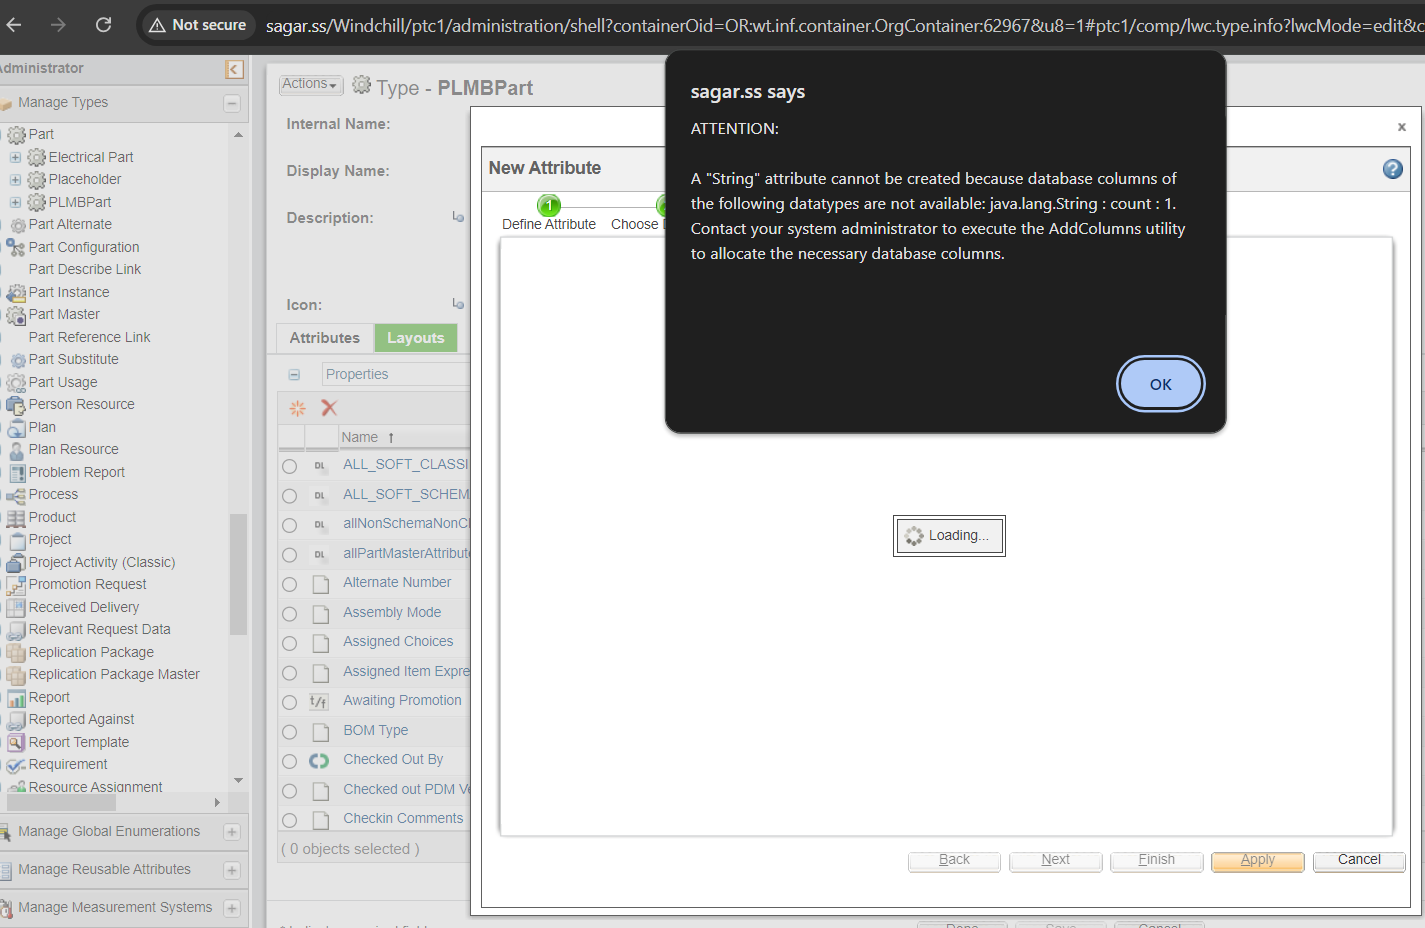 Not secure
sagar.ss/Windchill/ptc1/administration/shell?containerOid=OR:wt.inf.container.OrgContainer:62967&u8=1#ptc1/comp/lwc.type.info?lwcMode=edit&c
Administrator
Manage Types
Part
Electrical Part
Placeholder
PLMBPart
Part Alternate
Part Configuration
Part Describe Link
Part Instance
Part Master
Part Reference Link
Part Substitute
Part Usage
Person Resource
Plan
Plan Resource
Problem Report
Process
Product
Project
Project Activity (Classic)
Promotion Request
Received Delivery
Relevant Request Data
Replication Package
Replication Package Master
Report
Reported Against
Report Template
Requirement
Resource Assignment
Manage Global Enumerations
Manage Reusable Attributes
Manage Measurement Systems
Actions
Type - PLMBPart
Internal Name:
Display Name:
Description:
Icon:
Attributes
Layouts
Properties
Name
DL ALL_SOFT_CLASSI
DL ALL_SOFT_SCHEM
DL allNonSchemaNonC
DL allPartMasterAttribut
Alternate Number
Assembly Mode
Assigned Choices
Assigned Item Expre
t/f Awaiting Promotion
BOM Type
Checked Out By
Checked out PDM Ve
Checkin Comments
( 0 objects selected )
x
New Attribute
?
1
Define Attribute
Choose
Loading...
Back
Next
Finish
Apply
Cancel
sagar.ss says
ATTENTION:
A "String" attribute cannot be created because database columns of
the following datatypes are not available: java.lang.String : count : 1.
Contact your system administrator to execute the AddColumns utility
to allocate the necessary database columns.
OK